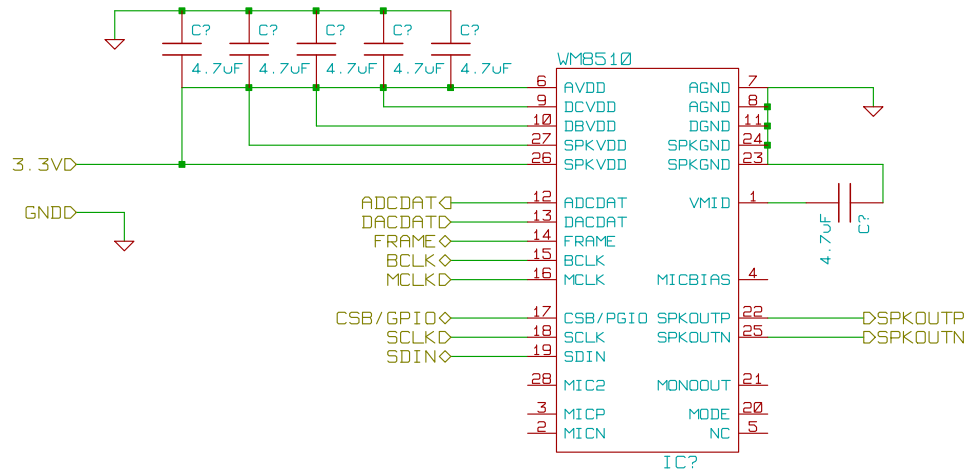 C? C? C? C? C?
4.7uF 4.7uF 4.7uF 4.7uF 4.7uF
WM8510
6 AVDD AGND 7
9 DCVDD AGND 8
10 DBVDD DGND 11
27 SPKVDD SPKGND 24
3.3V 26 SPKVDD SPKGND 23
ADCDAT 12 ADCDAT VMID 1
GND DACDAT 13 DACDAT
4.7uF C?
FRAME 14 FRAME
BCLK 15 BCLK
MCLK 16 MCLK MICBIAS 4
CSB/GPIO 17 CSB/PGIO SPKOUTP 22 SPKOUTP
SCLK 18 SCLK SPKOUTN 25 SPKOUTN
SDIN 19 SDIN
28 MIC2 MONOOUT 21
3 MICP MODE 20
2 MICN NC 5
IC?